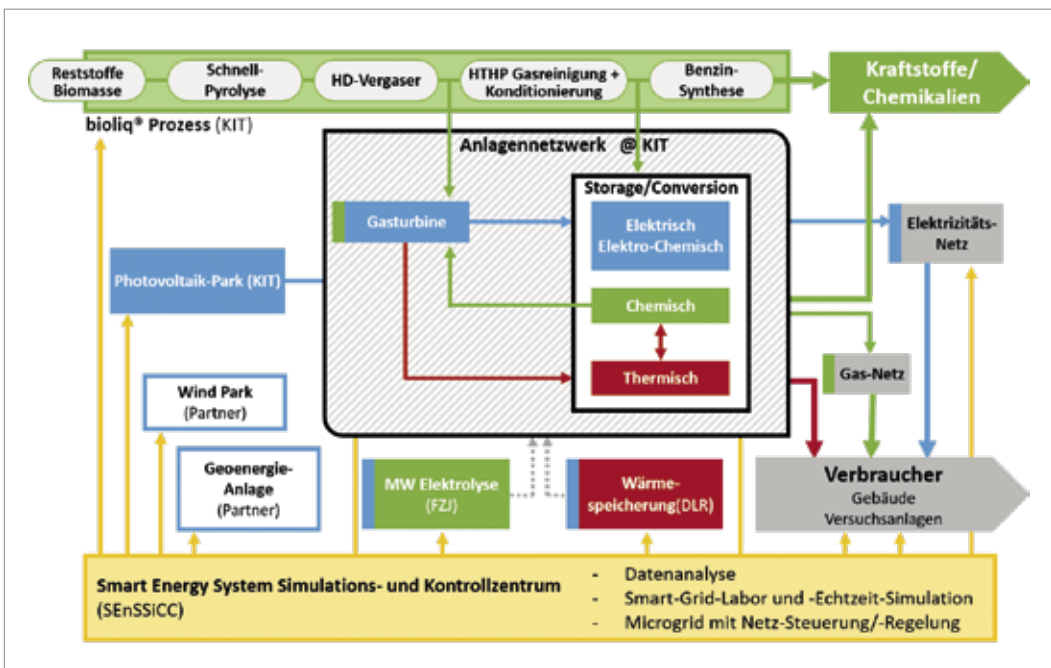 Reststoffe
Biomasse
Schnell-
Pyrolyse
HD-Vergaser
HTHP Gasreinigung +
Konditionierung
Benzin-
Synthese
Kraftstoffe/
Chemikalien
bioliq® Prozess (KIT)
Anlagennetzwerk @ KIT
Storage/Conversion
Gasturbine
Elektrisch
Elektro-Chemisch
Elektrizitäts-
Netz
Photovoltaik-Park (KIT)
Chemisch
Thermisch
Gas-Netz
Wind Park
(Partner)
Geoenergie-
Anlage
(Partner)
MW Elektrolyse
(FZJ)
Wärme-
speicherung(DLR)
Verbraucher
Gebäude
Versuchsanlagen
Smart Energy System Simulations- und Kontrollzentrum
(SEnSSiCC)
- Datenanalyse
- Smart-Grid-Labor und -Echtzeit-Simulation
- Microgrid mit Netz-Steuerung/-Regelung